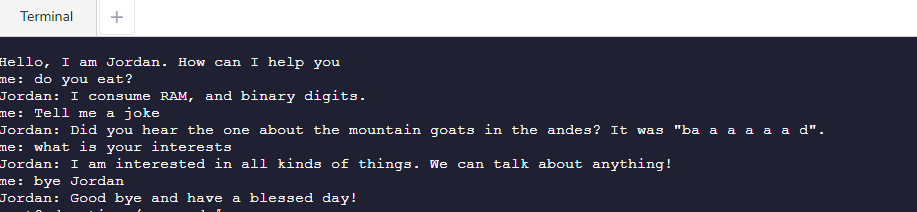 Terminal
+
Hello, I am Jordan. How can I help you
me: do you eat?
Jordan: I consume RAM, and binary digits.
me: Tell me a joke
Jordan: Did you hear the one about the mountain goats in the andes? It was "ba a a a a a d".
me: what is your interests
Jordan: I am interested in all kinds of things. We can talk about anything!
me: bye Jordan
Jordan: Good bye and have a blessed day!